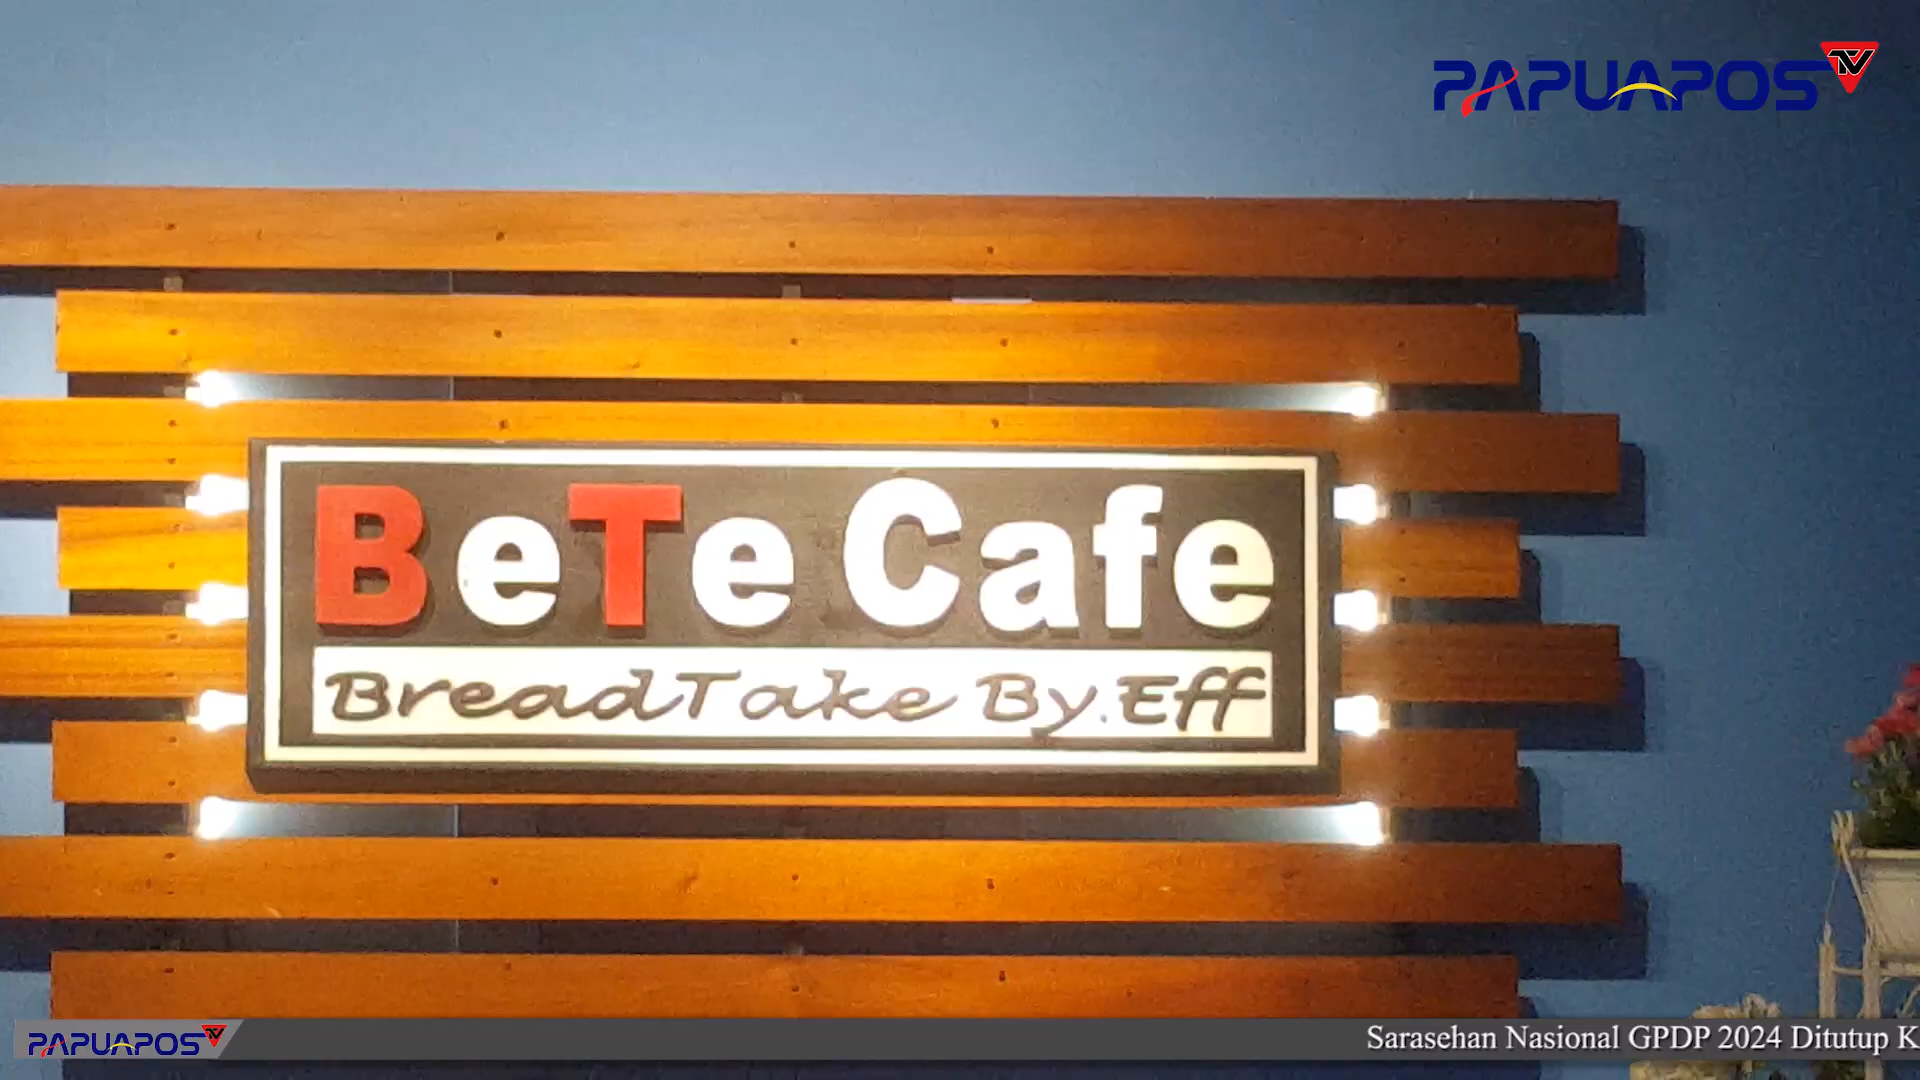 PAPUAPOS TV
BeTe Cafe
BreadTake By.Eff
PAPUAPOS TV
Sarasehan Nasional GPDP 2024 Ditutup K